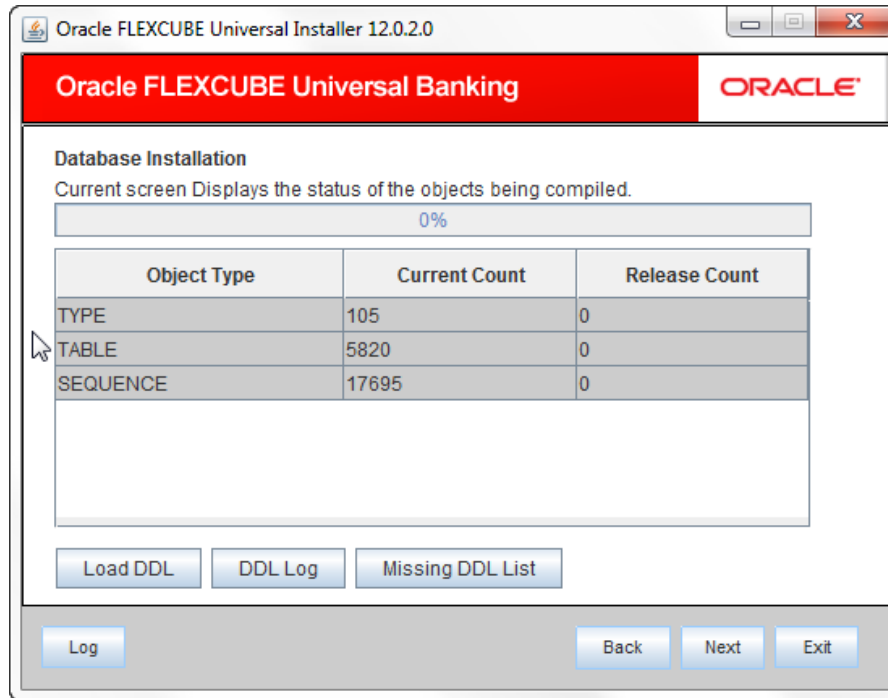 Oracle FLEXCUBE Universal Installer 12.0.2.0
Oracle FLEXCUBE Universal Banking
ORACLE
Database Installation
Current screen Displays the status of the objects being compiled.
0%
Object Type Current Count Release Count
TYPE 105 0
TABLE 5820 0
SEQUENCE 17695 0
Load DDL DDL Log Missing DDL List
Log Back Next Exit